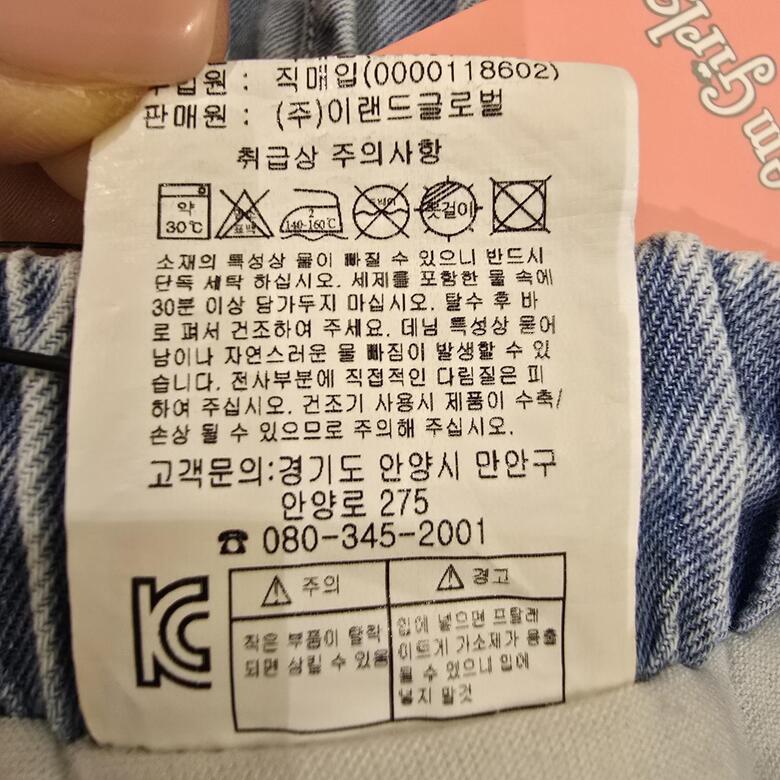 수입원 : 직매입(0000118602)
판매원 : (주)이랜드글로벌
취급상 주의사항
약
30℃
2
140-160℃
옷걸이
소재의 특성상 물이 빠질 수 있으니 반드시
단독 세탁 하십시오. 세제를 포함한 물 속에
30분 이상 담가두지 마십시오. 탈수 후 바
로 펴서 건조하여 주세요. 데님 특성상 묻어
남이나 자연스러운 물 빠짐이 발생할 수 있
습니다. 전사부분에 직접적인 다림질은 피
하여 주십시오. 건조기 사용시 제품이 수축/
손상 될 수 있으므로 주의해 주십시오.
고객문의:경기도 안양시 만안구
안양로 275
☎ 080-345-2001
KC
⚠ 주의
작은 부품이 탈락
되면 삼킬 수 있음
⚠ 경고
입에 넣으면 프탈레
이트계 가소제가 용출
될 수 있으니 입에
넣지 말것
girl